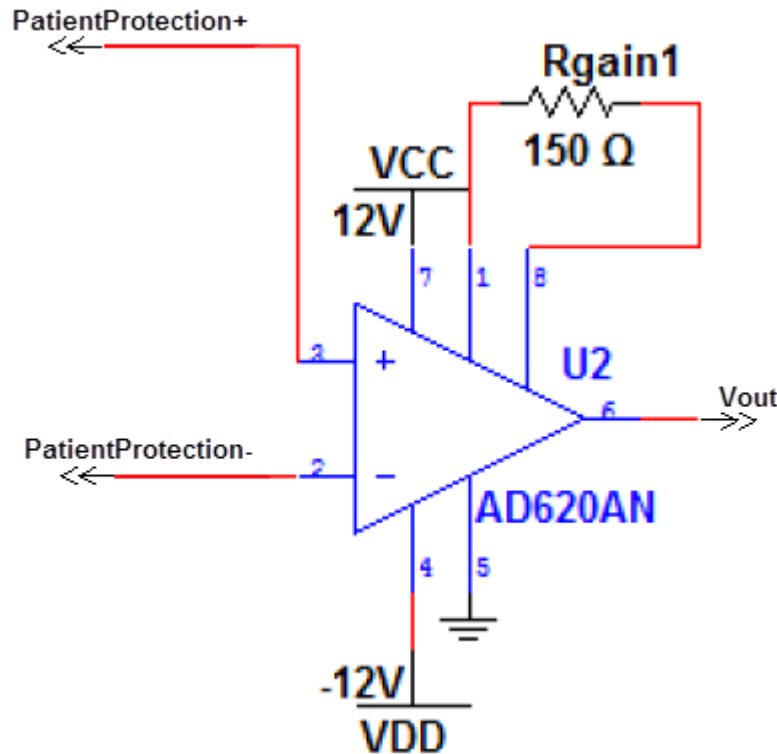 PatientProtection+
Rgain1
150 Ω
VCC
12V
7
1
8
3
+
U2
Vout
6
PatientProtection-
2
−
AD620AN
4
5
-12V
VDD